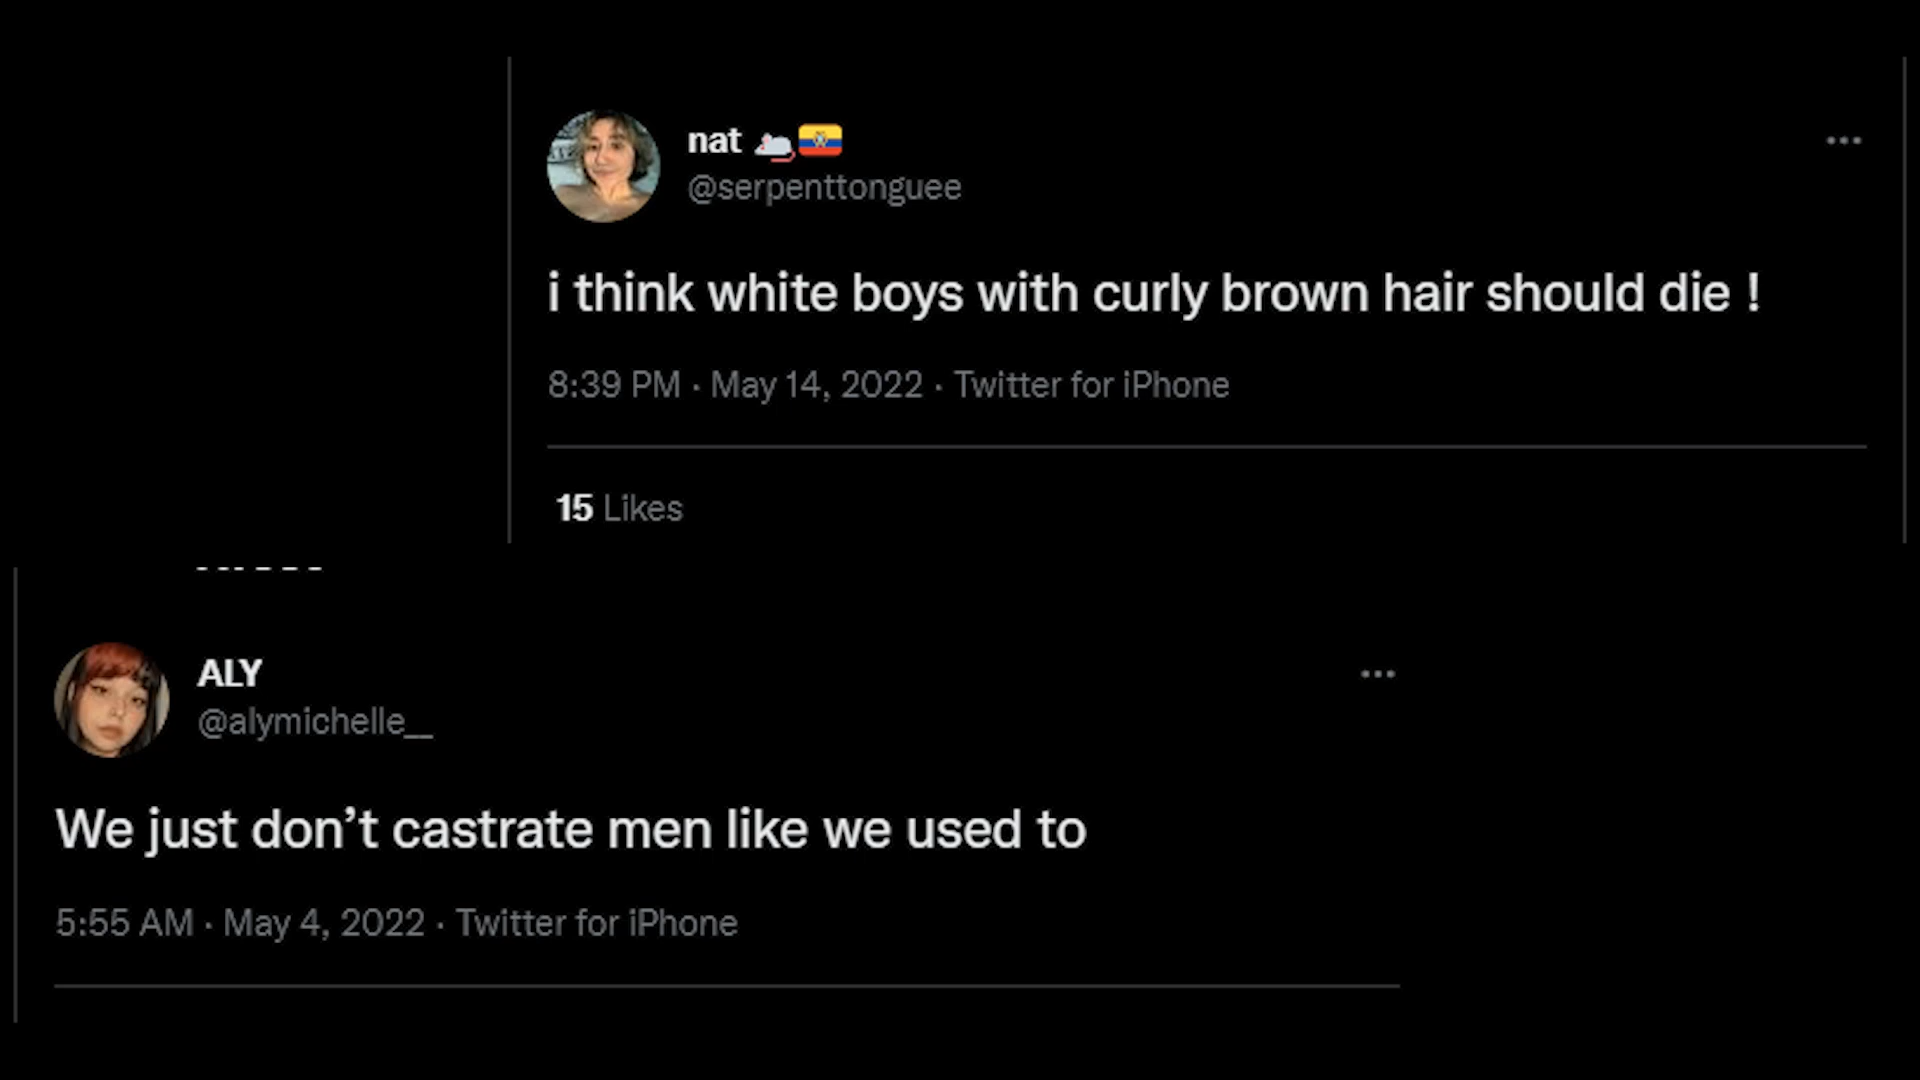 nat 🐁🇪🇨
@serpenttonguee
i think white boys with curly brown hair should die !
8:39 PM · May 14, 2022 · Twitter for iPhone
15 Likes
ALY
@alymichelle__
We just don’t castrate men like we used to
5:55 AM · May 4, 2022 · Twitter for iPhone